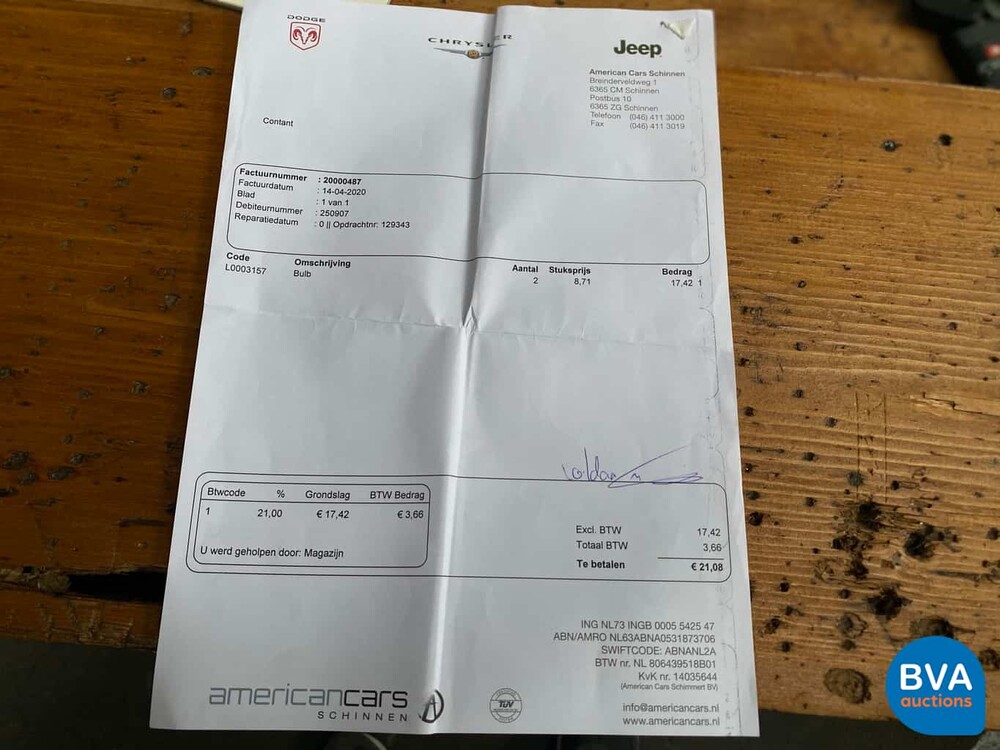 DODGE
CHRYSLER
Jeep
American Cars Schinnen
Breinderveldweg 1
6365 CM Schinnen
Postbus 10
6365 ZG Schinnen
Telefoon (046) 411 3000
Fax (046) 411 3019
Contant
Factuurnummer : 20000487
Factuurdatum : 14-04-2020
Blad : 1 van 1
Debiteurnummer : 250907
Reparatiedatum : 0 || Opdrachtnr: 129343
Code Omschrijving Aantal Stuksprijs Bedrag
L0003157 Bulb 2 8,71 17,42 1
Btwcode % Grondslag BTW Bedrag
1 21,00 € 17,42 € 3,66
U werd geholpen door: Magazijn
Excl. BTW 17,42
Totaal BTW 3,66
Te betalen € 21,08
ING NL73 INGB 0005 5425 47
ABN/AMRO NL63ABNA0531873706
SWIFTCODE: ABNANL2A
BTW nr. NL 806439518B01
KvK nr. 14035644
(American Cars Schimmert BV)
info@americancars.nl
www.americancars.nl
americancars
SCHINNEN
TÜV
BVA
auctions